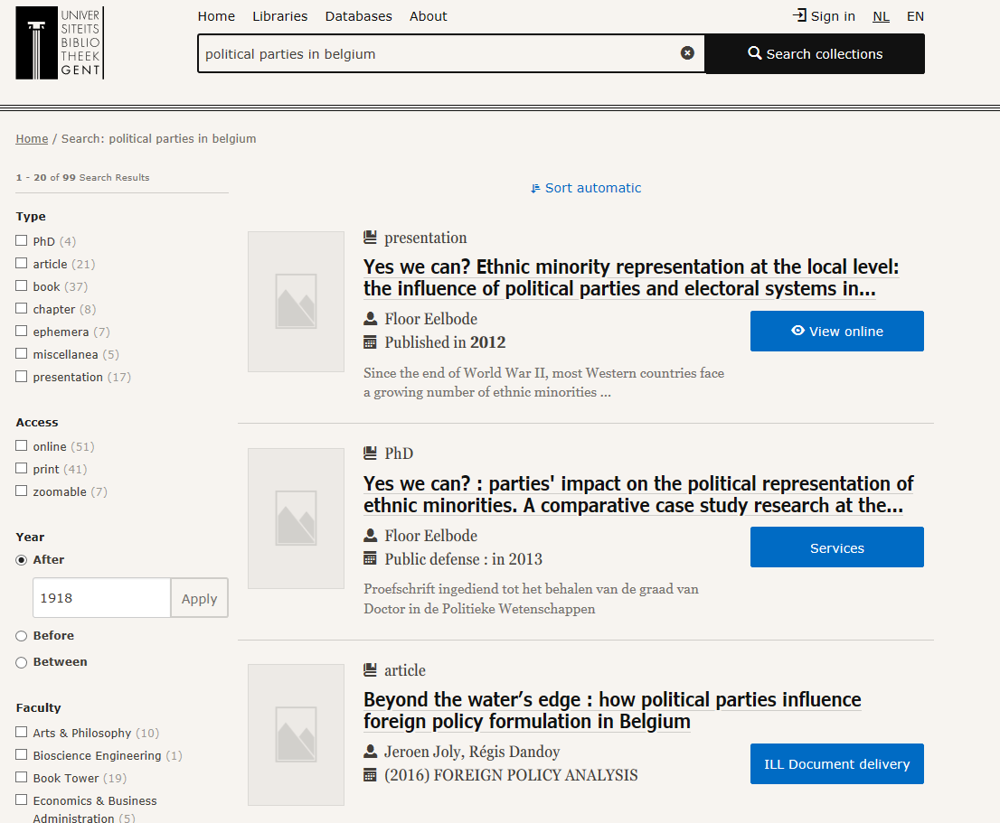 UNIVER
SITEITS
BIBLIO
THEEK
GENT
Home Libraries Databases About
Sign in NL EN
political parties in belgium
Search collections
Home / Search: political parties in belgium
1 - 20 of 99 Search Results
Sort automatic
Type
PhD (4)
article (21)
book (37)
chapter (8)
ephemera (7)
miscellanea (5)
presentation (17)
Access
online (51)
print (41)
zoomable (7)
Year
After
1918 Apply
Before
Between
Faculty
Arts & Philosophy (10)
Bioscience Engineering (1)
Book Tower (19)
Economics & Business
Administration (5)
presentation
Yes we can? Ethnic minority representation at the local level:
the influence of political parties and electoral systems in...
Floor Eelbode
Published in 2012
View online
Since the end of World War II, most Western countries face
a growing number of ethnic minorities ...
PhD
Yes we can? : parties' impact on the political representation of
ethnic minorities. A comparative case study research at the...
Floor Eelbode
Public defense : in 2013
Services
Proefschrift ingediend tot het behalen van de graad van
Doctor in de Politieke Wetenschappen
article
Beyond the water’s edge : how political parties influence
foreign policy formulation in Belgium
Jeroen Joly, Régis Dandoy
(2016) FOREIGN POLICY ANALYSIS
ILL Document delivery